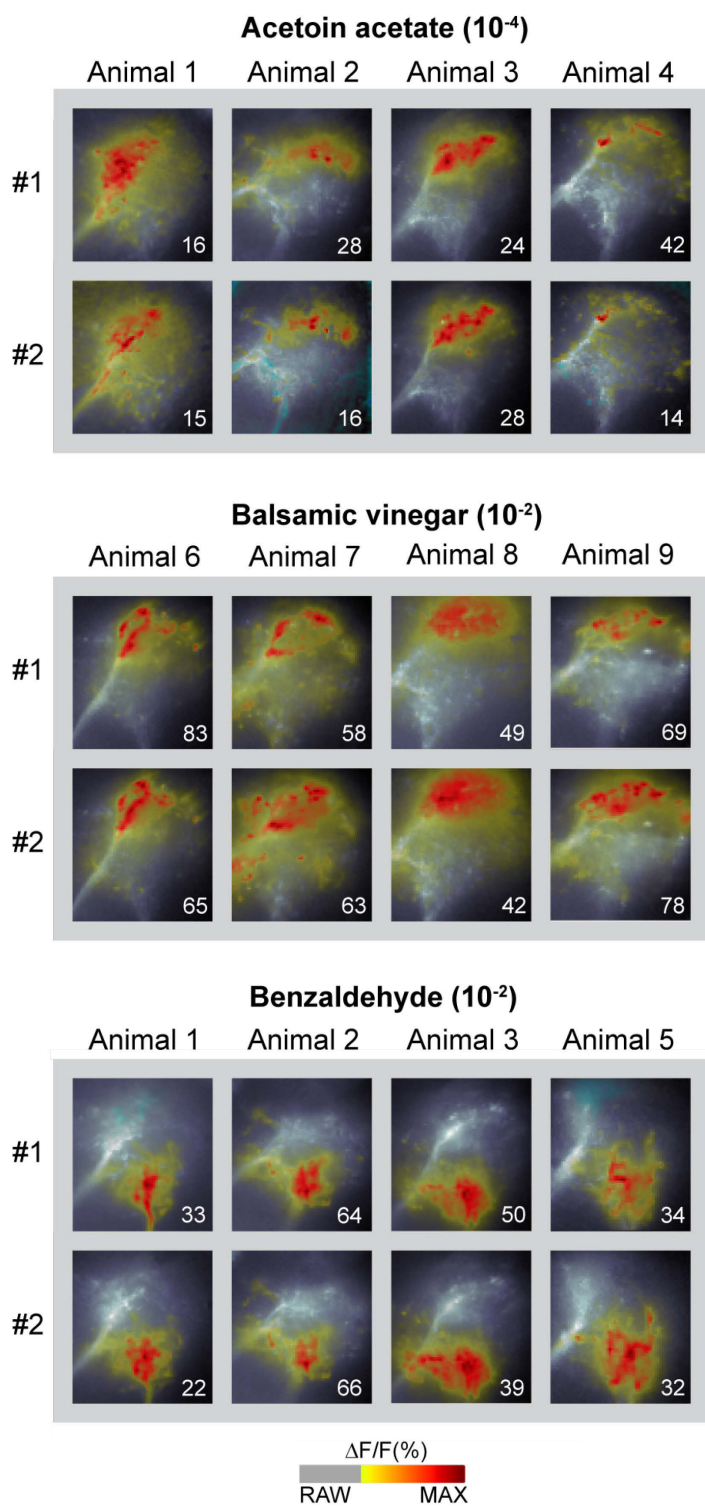 Acetoin acetate (10⁻⁴)
Animal 1 Animal 2 Animal 3 Animal 4
#1
16 28 24 42
#2
15 16 28 14
Balsamic vinegar (10⁻²)
Animal 6 Animal 7 Animal 8 Animal 9
#1
83 58 49 69
#2
65 63 42 78
Benzaldehyde (10⁻²)
Animal 1 Animal 2 Animal 3 Animal 5
#1
33 64 50 34
#2
22 66 39 32
ΔF/F(%)
RAW MAX